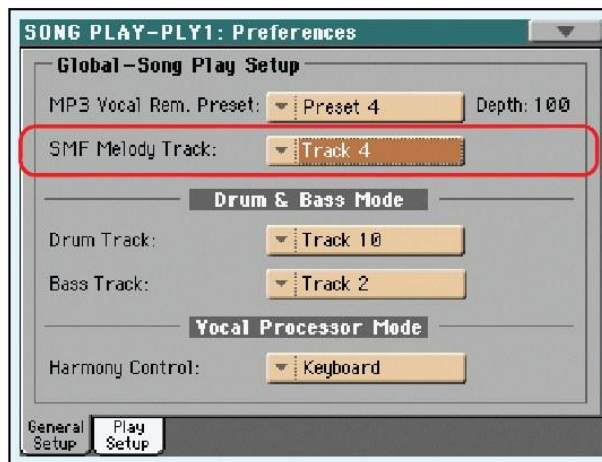 SONG PLAY-PLY1: Preferences
Global-Song Play Setup
MP3 Vocal Rem. Preset: Preset 4 Depth: 100
SMF Melody Track: Track 4
Drum & Bass Mode
Drum Track: Track 10
Bass Track: Track 2
Vocal Processor Mode
Harmony Control: Keyboard
General Setup
Play Setup